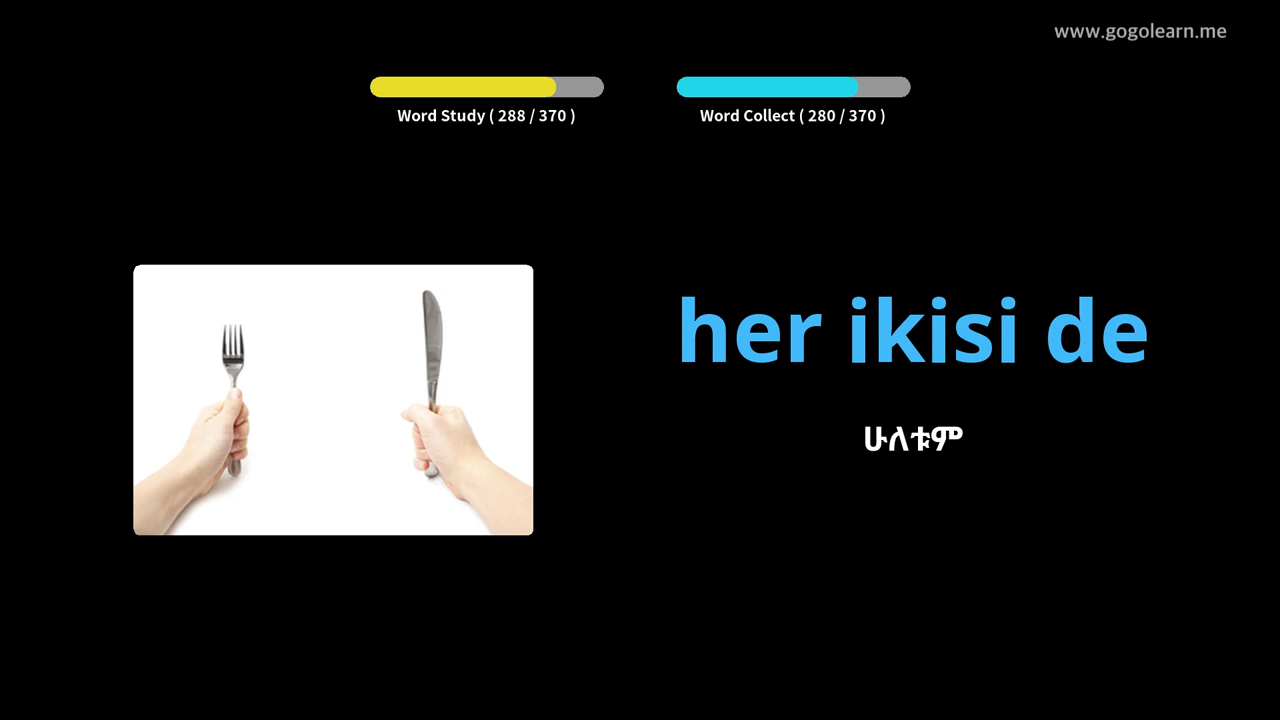 www.gogolearn.me
Word Study ( 288 / 370 )
Word Collect ( 280 / 370 )
her ikisi de
ሁለቱም